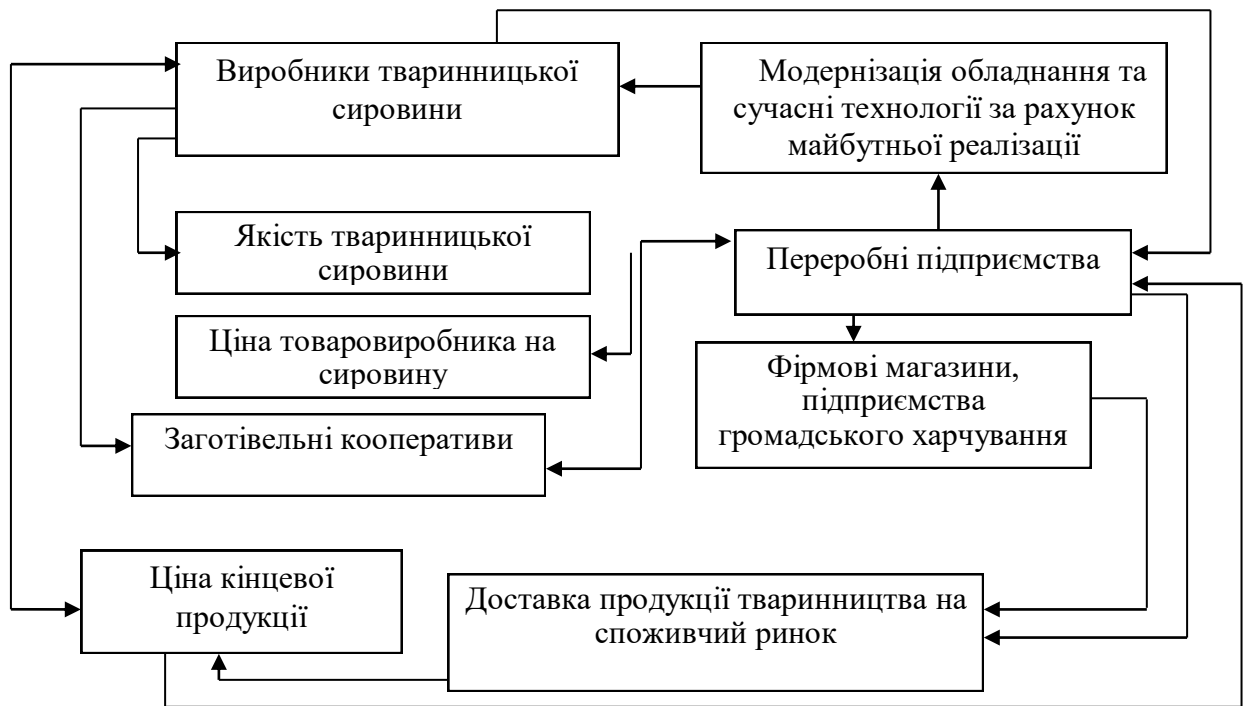 Виробники тваринницької
сировини
Модернізація обладнання та
сучасні технології за рахунок
майбутньої реалізації
Якість тваринницької
сировини
Переробні підприємства
Ціна товаровиробника на
сировину
Фірмові магазини,
підприємства
громадського харчування
Заготівельні кооперативи
Ціна кінцевої
продукції
Доставка продукції тваринництва на
споживчий ринок